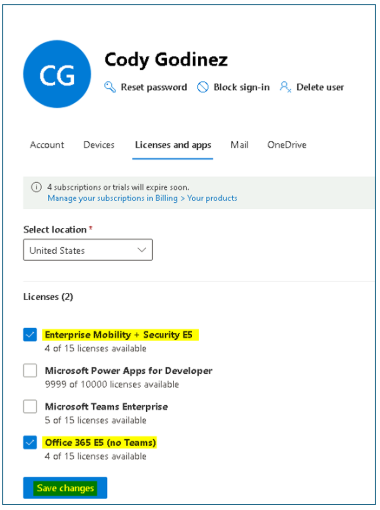 CG
Cody Godinez
Reset password Block sign-in Delete user
Account Devices Licenses and apps Mail OneDrive
4 subscriptions or trials will expire soon.
Manage your subscriptions in Billing > Your products
Select location *
United States
Licenses (2)
Enterprise Mobility + Security E5
4 of 15 licenses available
Microsoft Power Apps for Developer
9999 of 10000 licenses available
Microsoft Teams Enterprise
5 of 15 licenses available
Office 365 E5 (no Teams)
4 of 15 licenses available
Save changes